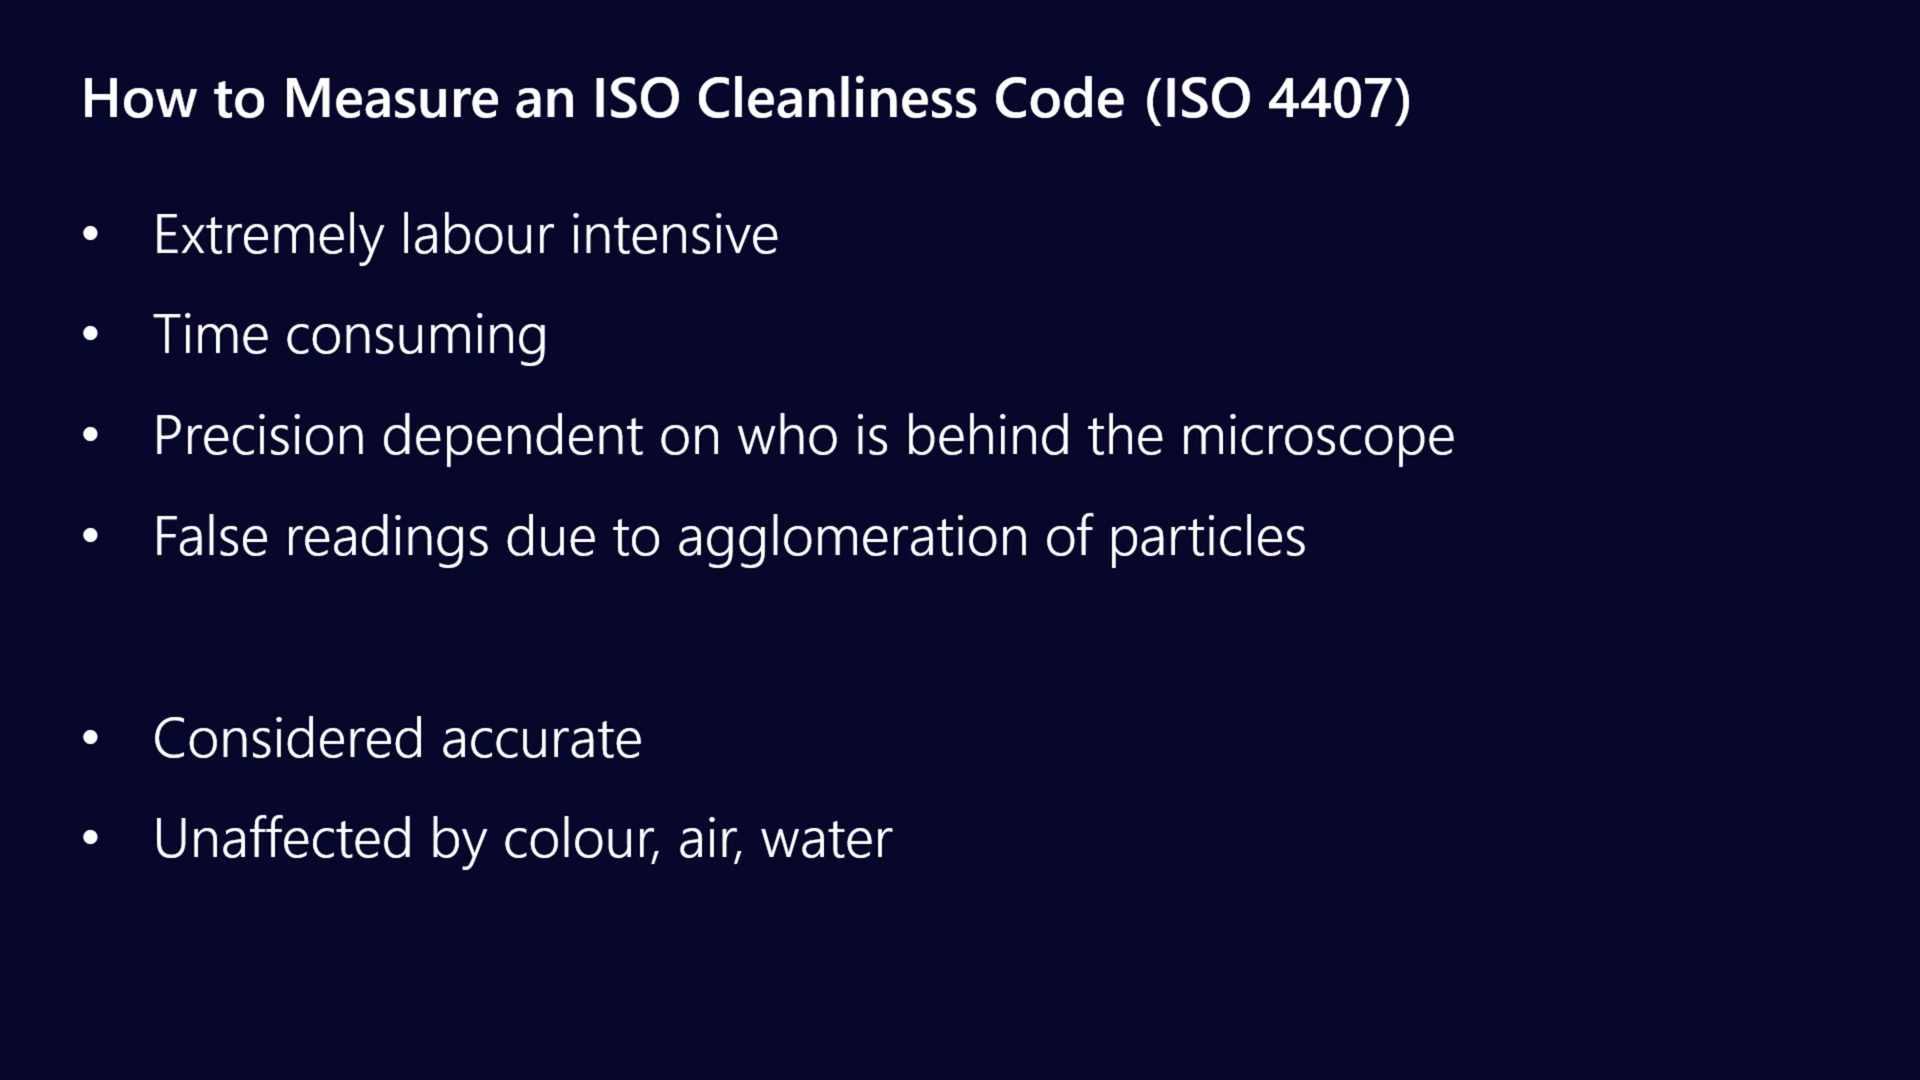 How to Measure an ISO Cleanliness Code (ISO 4407)
• Extremely labour intensive
• Time consuming
• Precision dependent on who is behind the microscope
• False readings due to agglomeration of particles
• Considered accurate
• Unaffected by colour, air, water